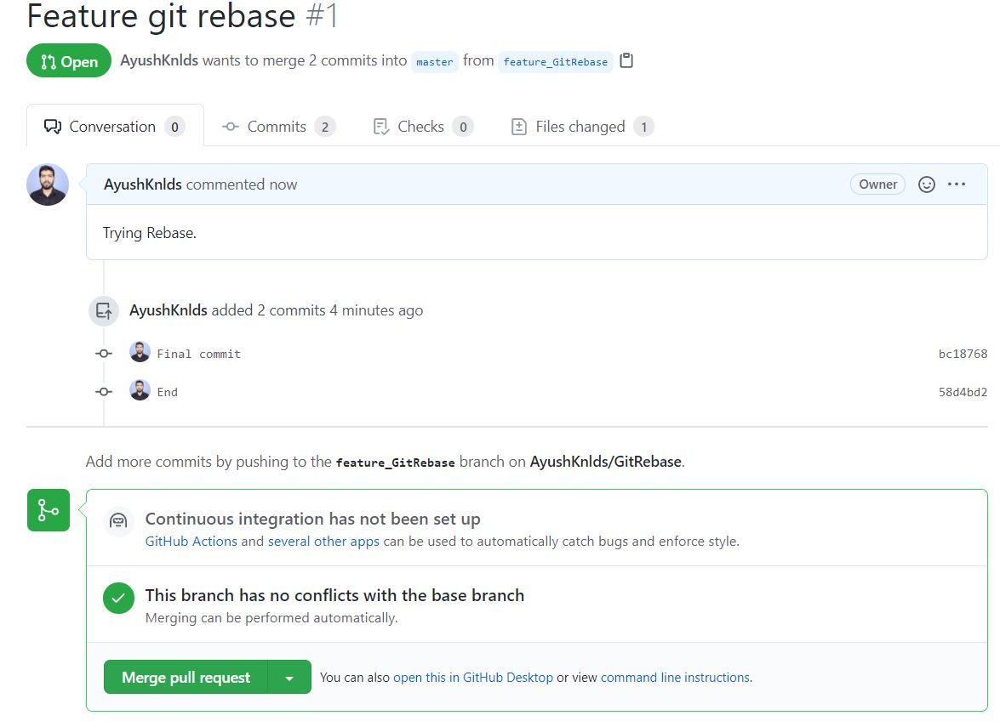 Feature git rebase #1
Open AyushKnlds wants to merge 2 commits into master from feature_GitRebase
Conversation 0 Commits 2 Checks 0 Files changed 1
AyushKnlds commented now Owner
Trying Rebase.
AyushKnlds added 2 commits 4 minutes ago
Final commit bc18768
End 58d4bd2
Add more commits by pushing to the feature_GitRebase branch on AyushKnlds/GitRebase.
Continuous integration has not been set up
GitHub Actions and several other apps can be used to automatically catch bugs and enforce style.
This branch has no conflicts with the base branch
Merging can be performed automatically.
Merge pull request You can also open this in GitHub Desktop or view command line instructions.